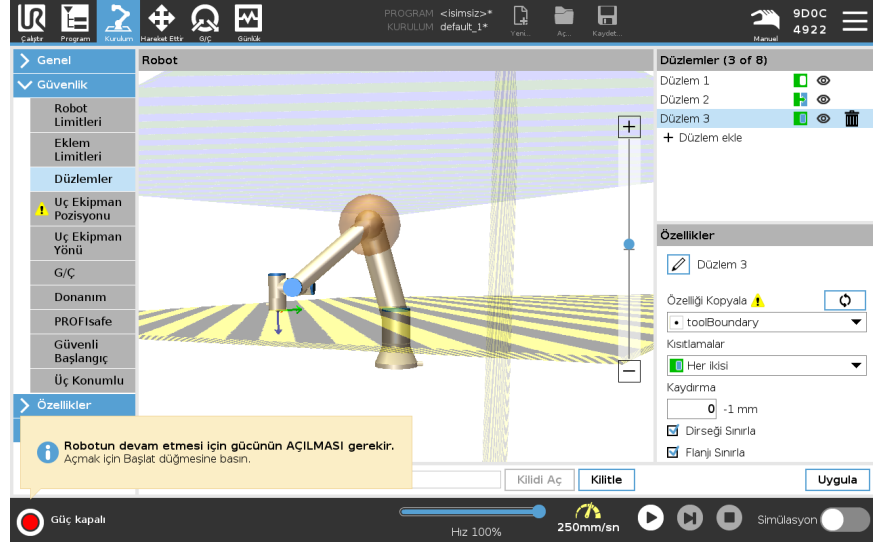 PROGRAM <isimsiz>*
KURULUM default_1*
Çalıştır
Program
Kurulum
Hareket Ettir
G/Ç
Günlük
Yeni...
Aç...
Kaydet...
Manuel
9D0C
4922
Genel
Güvenlik
Robot
Limitleri
Eklem
Limitleri
Düzlemler
Uç Ekipman
Pozisyonu
Uç Ekipman
Yönü
G/Ç
Donanım
PROFIsafe
Güvenli
Başlangıç
Üç Konumlu
Özellikler
Robot
Düzlemler (3 of 8)
Düzlem 1
Düzlem 2
Düzlem 3
+ Düzlem ekle
Özellikler
Düzlem 3
Özelliği Kopyala
toolBoundary
Kısıtlamalar
Her ikisi
Kaydırma
0 -1 mm
Dirseği Sınırla
Flanjı Sınırla
Robotun devam etmesi için gücünün AÇILMASI gerekir.
Açmak için Başlat düğmesine basın.
Kilidi Aç
Kilitle
Uygula
Güç kapalı
Hız 100%
250mm/sn
Simülasyon